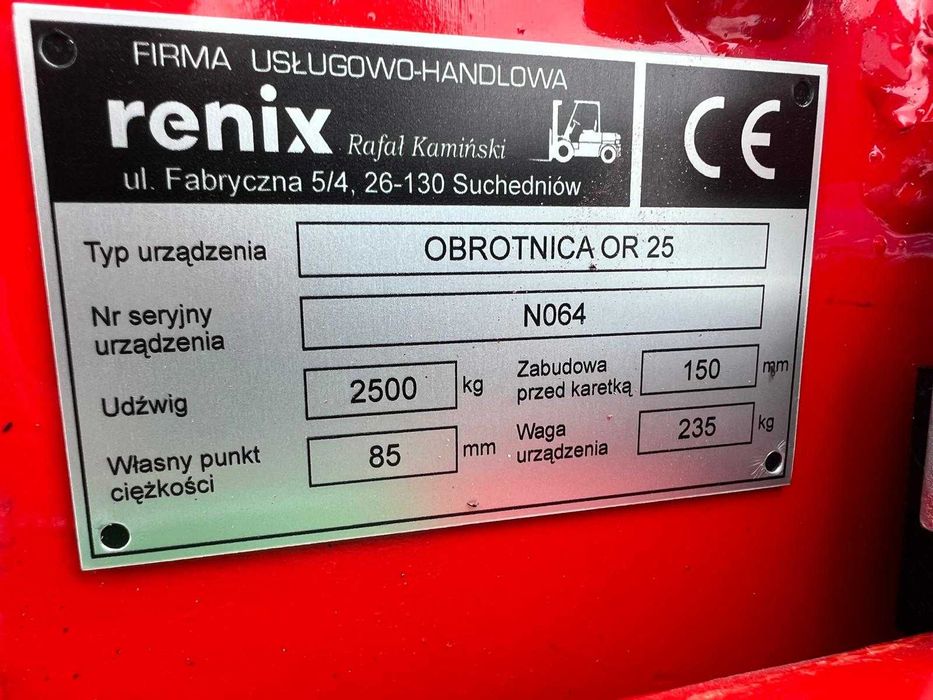 FIRMA USŁUGOWO-HANDLOWA
renix Rafał Kamiński
ul. Fabryczna 5/4, 26-130 Suchedniów
CE
Typ urządzenia OBROTNICA OR 25
Nr seryjny
urządzenia N064
Udźwig 2500 kg
Zabudowa
przed karetką 150 mm
Własny punkt
ciężkości 85 mm
Waga
urządzenia 235 kg